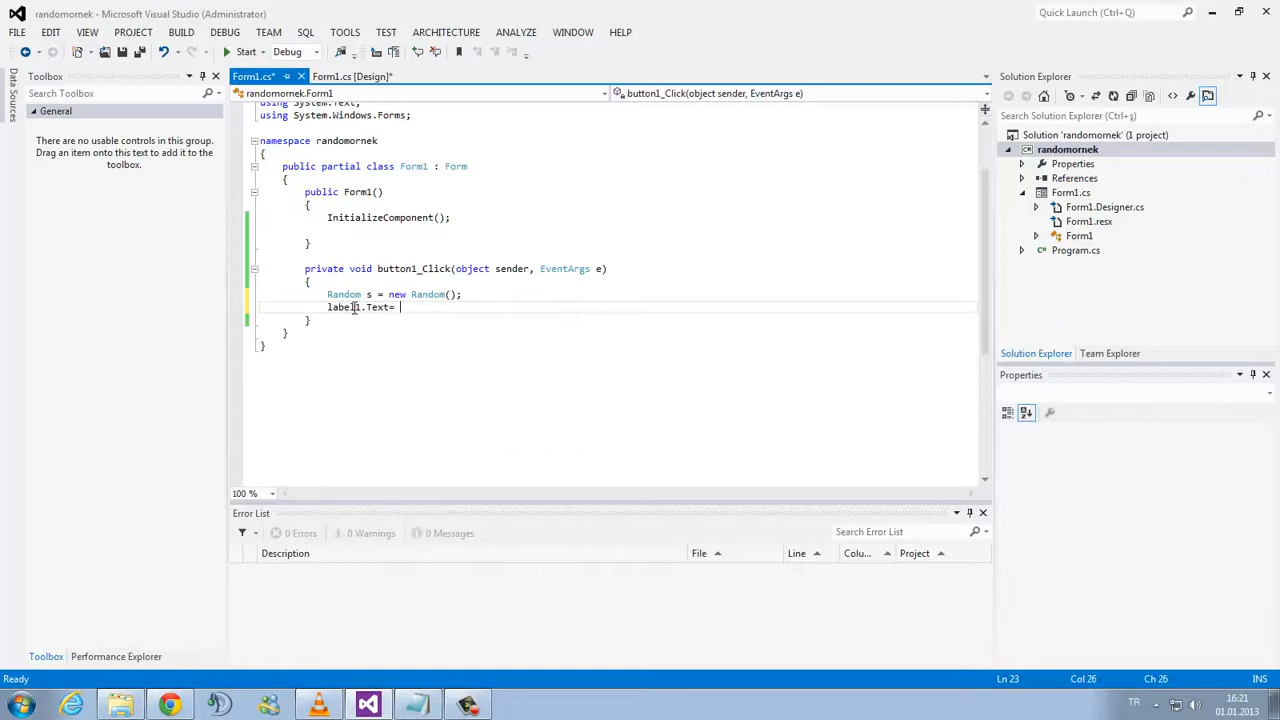 randomornek - Microsoft Visual Studio (Administrator)
Quick Launch (Ctrl+Q)
FILE EDIT VIEW PROJECT BUILD DEBUG TEAM SQL TOOLS TEST ARCHITECTURE ANALYZE WINDOW HELP
Start Debug
Data Sources
Toolbox
Search Toolbox
General
There are no usable controls in this group.
Drag an item onto this text to add it to the
toolbox.
Form1.cs* Form1.cs [Design]*
randomornek.Form1 button1_Click(object sender, EventArgs e)
using System.Text;
using System.Windows.Forms;
namespace randomornek
{
public partial class Form1 : Form
{
public Form1()
{
InitializeComponent();
}
private void button1_Click(object sender, EventArgs e)
{
Random s = new Random();
label1.Text=
}
}
}
100 %
Error List
0 Errors 0 Warnings 0 Messages
Search Error List
Description File Line Colu... Project
Solution Explorer
Search Solution Explorer (Ctrl+ş)
Solution 'randomornek' (1 project)
randomornek
Properties
References
Form1.cs
Form1.Designer.cs
Form1.resx
Form1
Program.cs
Solution Explorer Team Explorer
Properties
Toolbox Performance Explorer
Ready Ln 23 Col 26 Ch 26 INS
TR 16:21
01.01.2013